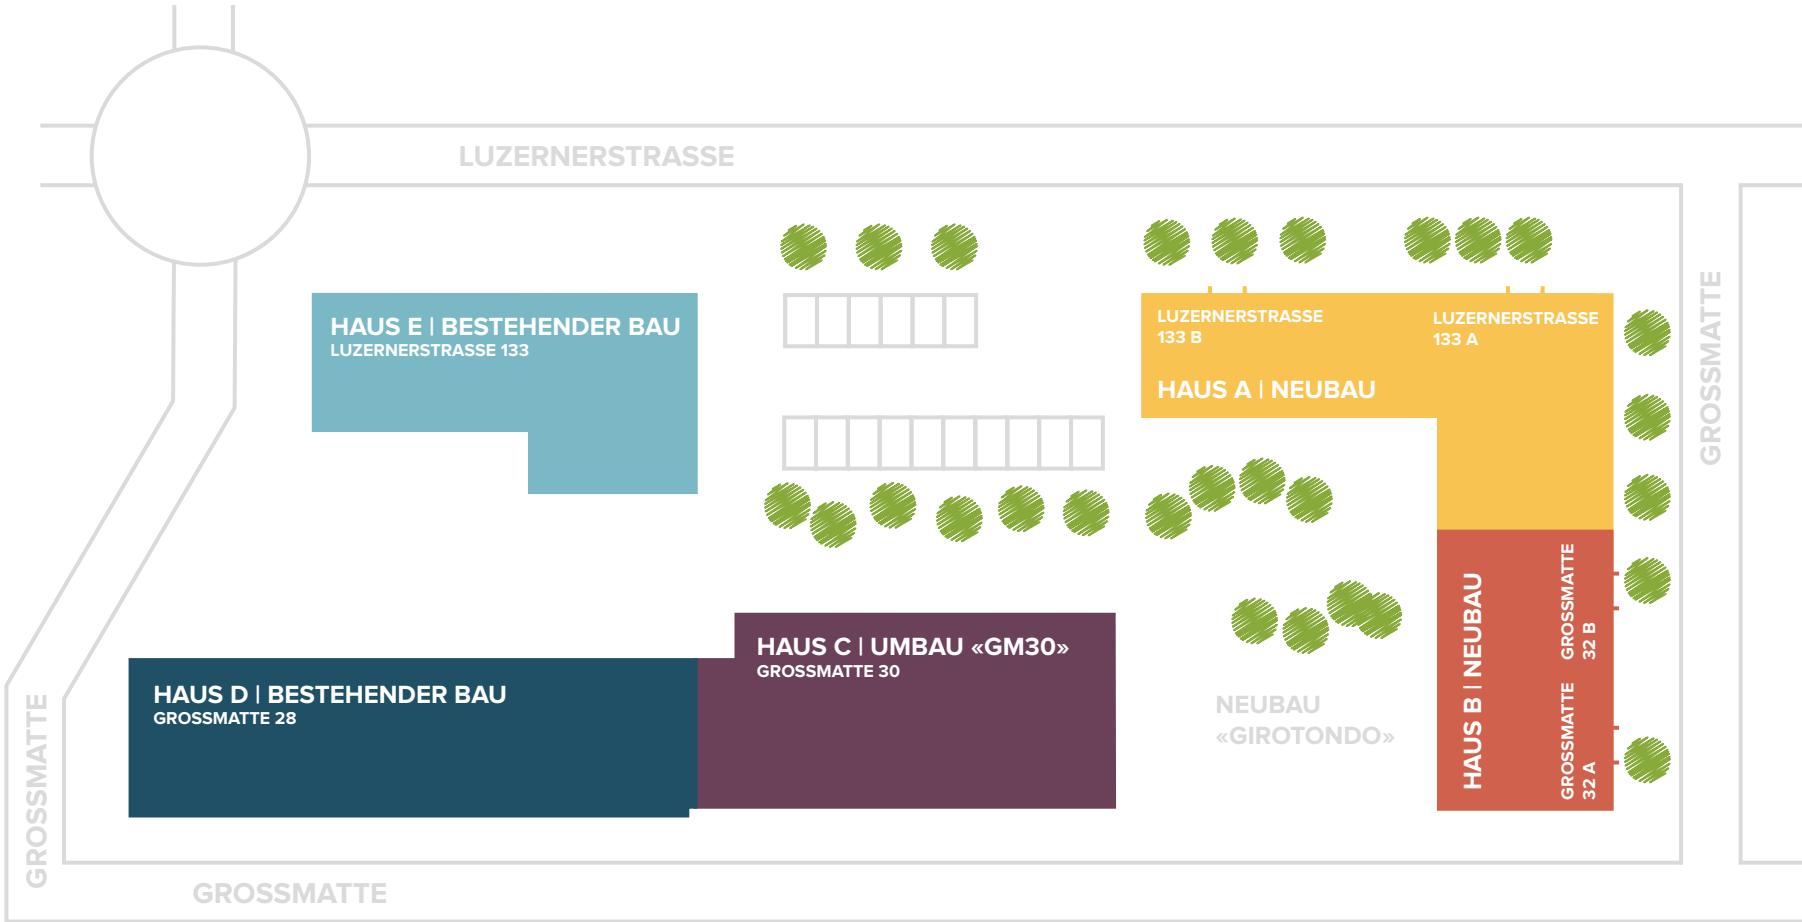 LUZERNERSTRASSE
HAUS E | BESTEHENDER BAU
LUZERNERSTRASSE 133
LUZERNERSTRASSE
133 B
HAUS A | NEUBAU
LUZERNERSTRASSE
133 A
GROSSMATTE
HAUS C | UMBAU «GM30»
GROSSMATTE 30
HAUS D | BESTEHENDER BAU
GROSSMATTE 28
NEUBAU
«GIROTONDO»
HAUS B | NEUBAU
GROSSMATTE
32 B
GROSSMATTE
32 A
GROSSMATTE
GROSSMATTE